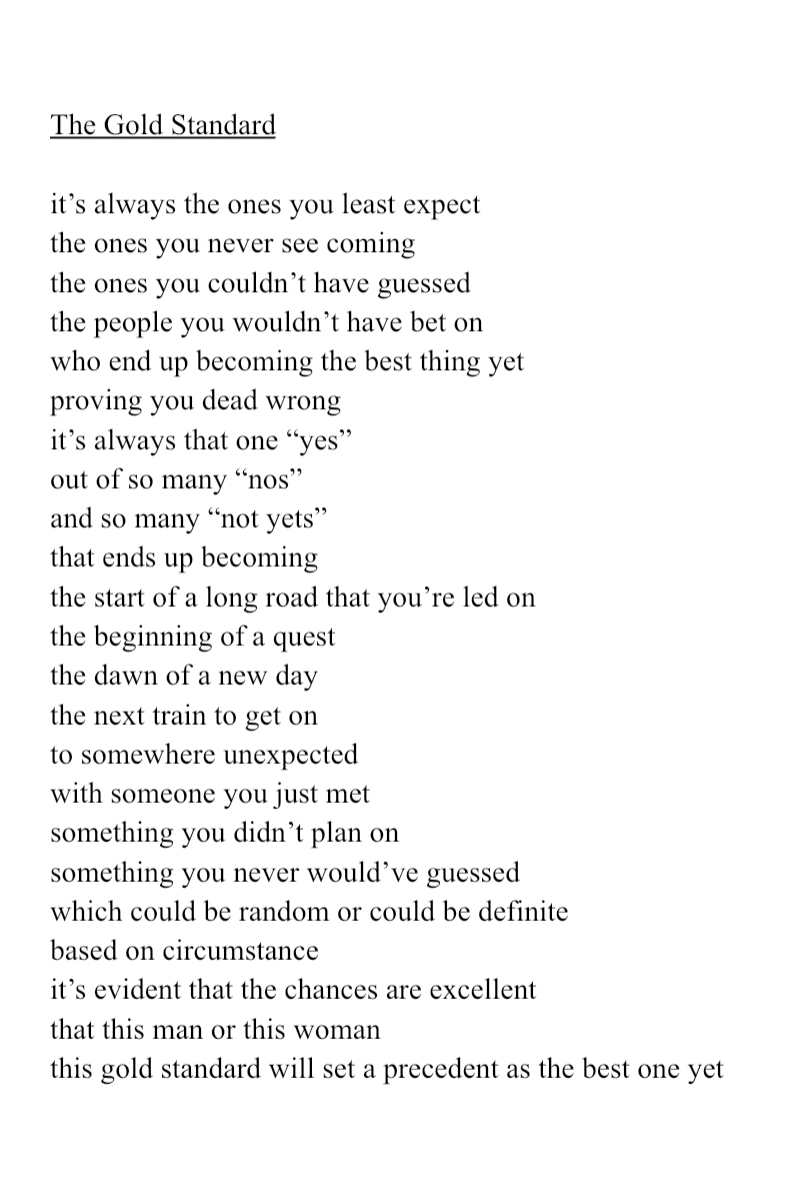 The Gold Standard
it’s always the ones you least expect
the ones you never see coming
the ones you couldn’t have guessed
the people you wouldn’t have bet on
who end up becoming the best thing yet
proving you dead wrong
it’s always that one “yes”
out of so many “nos”
and so many “not yets”
that ends up becoming
the start of a long road that you’re led on
the beginning of a quest
the dawn of a new day
the next train to get on
to somewhere unexpected
with someone you just met
something you didn’t plan on
something you never would’ve guessed
which could be random or could be definite
based on circumstance
it’s evident that the chances are excellent
that this man or this woman
this gold standard will set a precedent as the best one yet